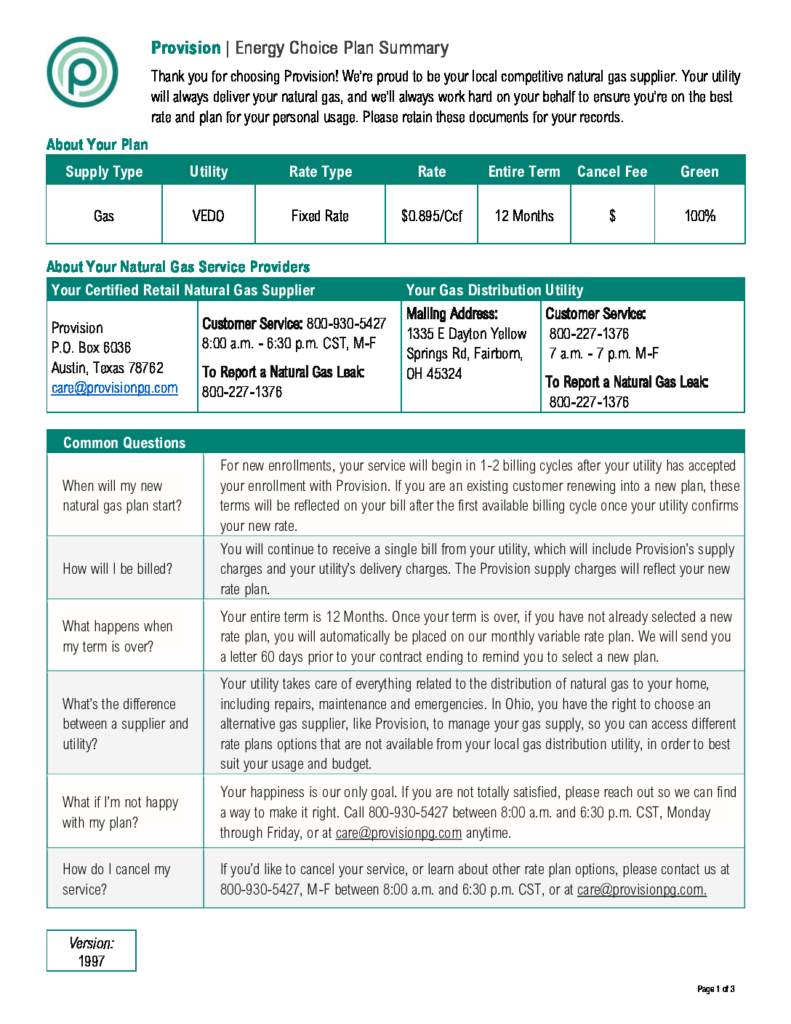 Provision | Energy Choice Plan Summary
Thank you for choosing Provision! We're proud to be your local competitive natural gas supplier. Your utility
will always deliver your natural gas, and we'll always work hard on your behalf to ensure you're on the best
rate and plan for your personal usage. Please retain these documents for your records.
About Your Plan
Supply Type Utility Rate Type Rate Entire Term Cancel Fee Green
Gas VEDO Fixed Rate $0.895/Ccf 12 Months $ 100%
About Your Natural Gas Service Providers
Your Certified Retail Natural Gas Supplier Your Gas Distribution Utility
Provision
P.O. Box 6036
Austin, Texas 78762
care@provisionpg.com
Customer Service: 800-930-5427
8:00 a.m. - 6:30 p.m. CST, M-F
To Report a Natural Gas Leak:
800-227-1376
Mailing Address:
1335 E Dayton Yellow
Springs Rd, Fairborn,
OH 45324
Customer Service:
800-227-1376
7 a.m. - 7 p.m. M-F
To Report a Natural Gas Leak:
800-227-1376
Common Questions
When will my new
natural gas plan start?
For new enrollments, your service will begin in 1-2 billing cycles after your utility has accepted
your enrollment with Provision. If you are an existing customer renewing into a new plan, these
terms will be reflected on your bill after the first available billing cycle once your utility confirms
your new rate.
How will I be billed?
You will continue to receive a single bill from your utility, which will include Provision's supply
charges and your utility's delivery charges. The Provision supply charges will reflect your new
rate plan.
What happens when
my term is over?
Your entire term is 12 Months. Once your term is over, if you have not already selected a new
rate plan, you will automatically be placed on our monthly variable rate plan. We will send you
a letter 60 days prior to your contract ending to remind you to select a new plan.
What's the difference
between a supplier and
utility?
Your utility takes care of everything related to the distribution of natural gas to your home,
including repairs, maintenance and emergencies. In Ohio, you have the right to choose an
alternative gas supplier, like Provision, to manage your gas supply, so you can access different
rate plans options that are not available from your local gas distribution utility, in order to best
suit your usage and budget.
What if I'm not happy
with my plan?
Your happiness is our only goal. If you are not totally satisfied, please reach out so we can find
a way to make it right. Call 800-930-5427 between 8:00 a.m. and 6:30 p.m. CST, Monday
through Friday, or at care@provisionpg.com anytime.
How do I cancel my
service?
If you'd like to cancel your service, or learn about other rate plan options, please contact us at
800-930-5427, M-F between 8:00 a.m. and 6:30 p.m. CST, or at care@provisionpg.com.
Version:
1997
Page 1 of 3